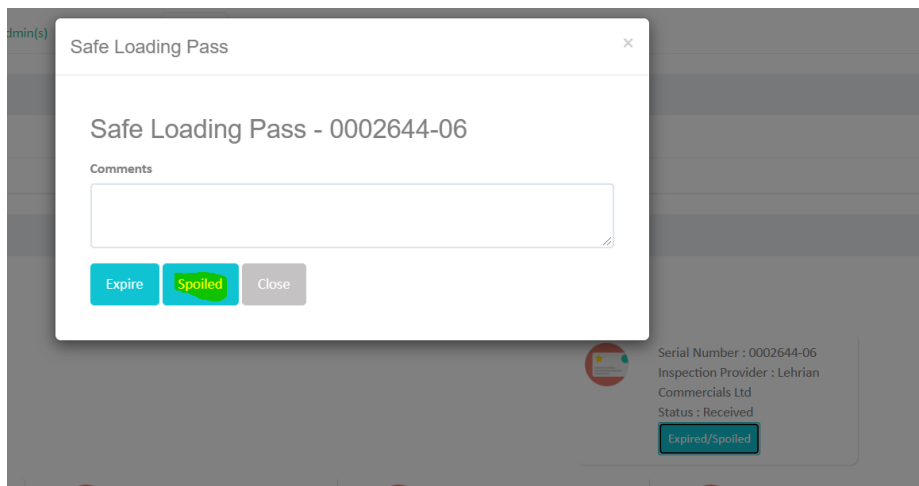 dmin(s)
Safe Loading Pass
×
Safe Loading Pass - 0002644-06
Comments
Expire Spoiled Close
Serial Number : 0002644-06
Inspection Provider : Lehrian
Commercials Ltd
Status : Received
Expired/Spoiled